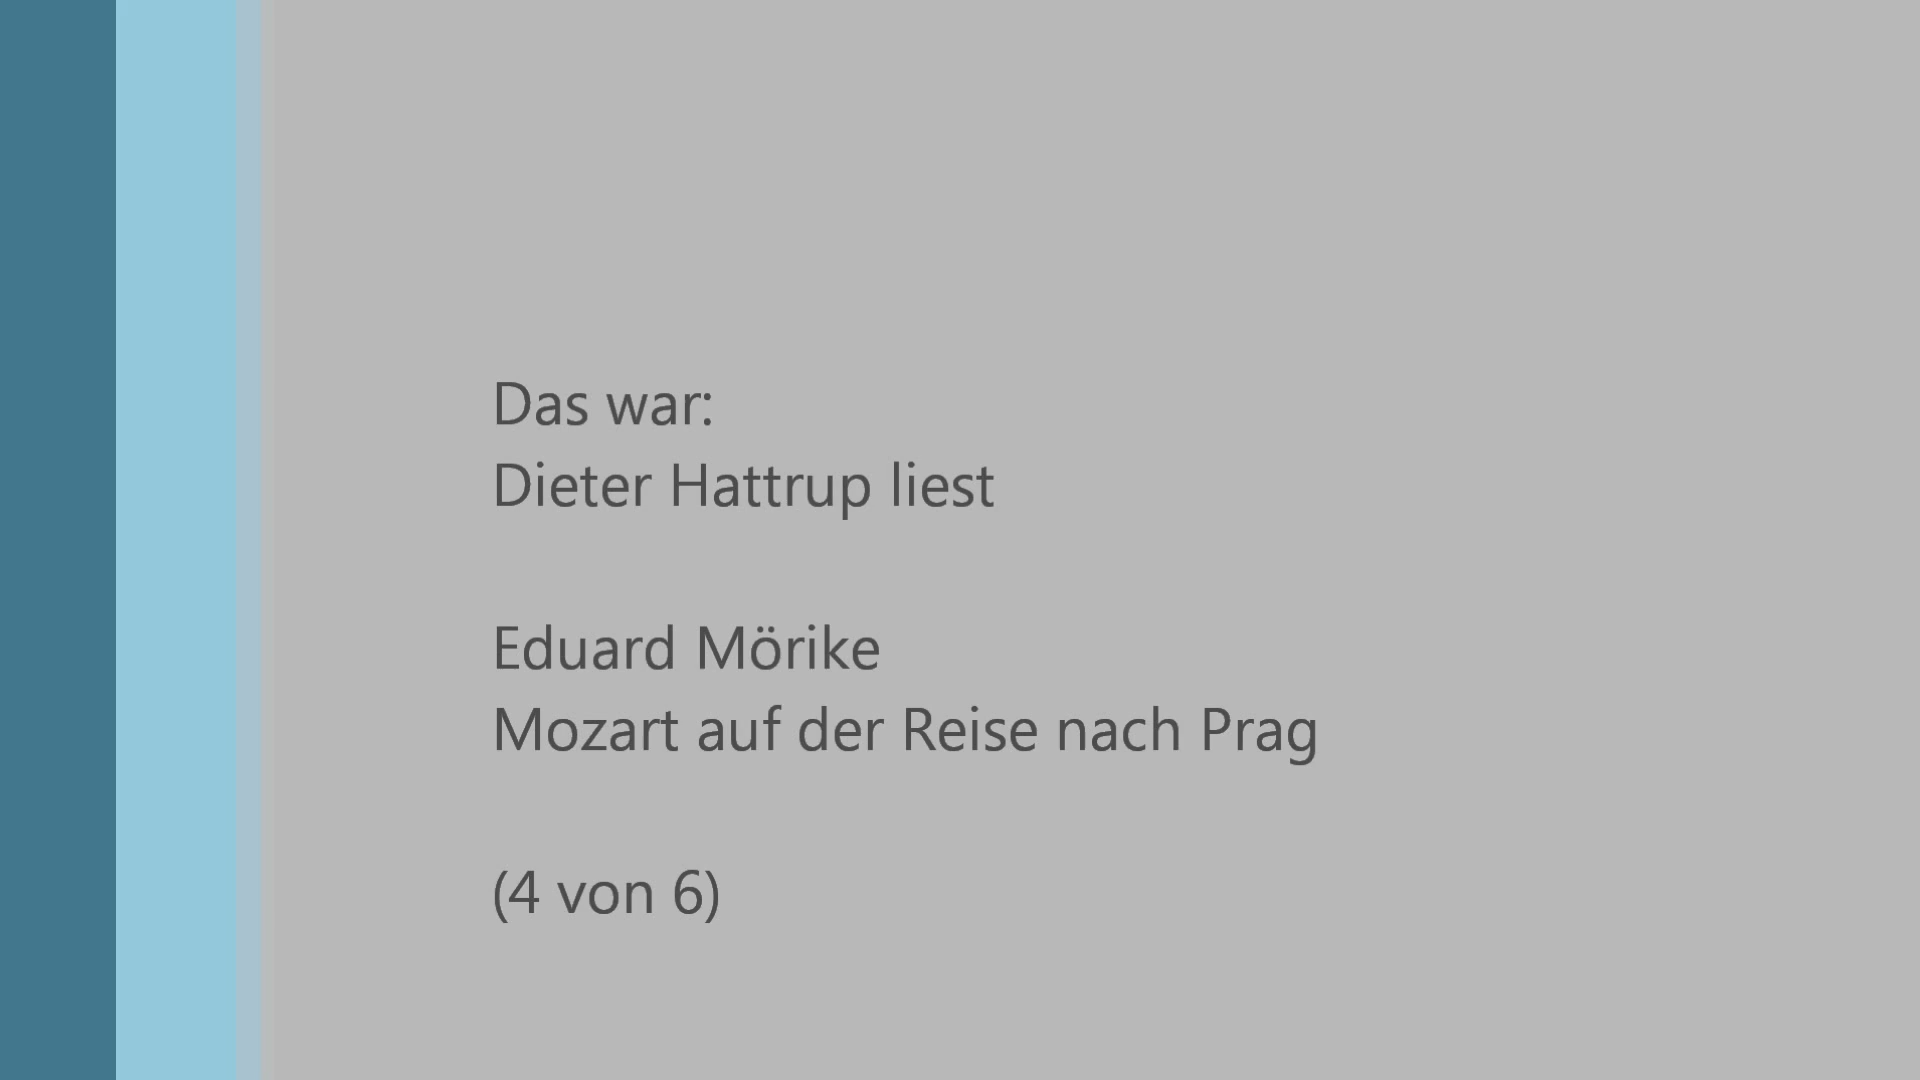 Das war:
Dieter Hattrup liest
Eduard Mörike
Mozart auf der Reise nach Prag
(4 von 6)